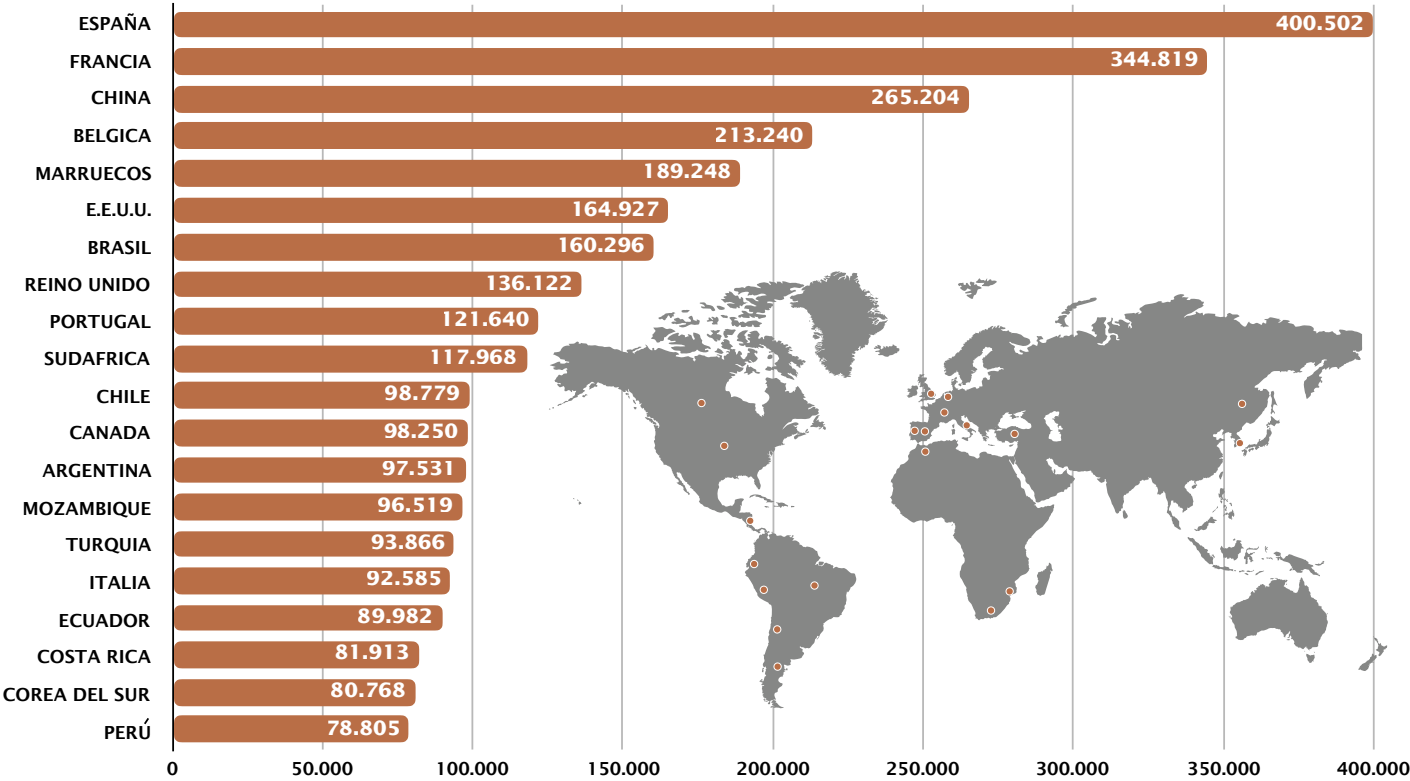 ESPAÑA 400.502
FRANCIA 344.819
CHINA 265.204
BELGICA 213.240
MARRUECOS 189.248
E.E.U.U. 164.927
BRASIL 160.296
REINO UNIDO 136.122
PORTUGAL 121.640
SUDAFRICA 117.968
CHILE 98.779
CANADA 98.250
ARGENTINA 97.531
MOZAMBIQUE 96.519
TURQUIA 93.866
ITALIA 92.585
ECUADOR 89.982
COSTA RICA 81.913
COREA DEL SUR 80.768
PERÚ 78.805
0 50.000 100.000 150.000 200.000 250.000 300.000 350.000 400.000